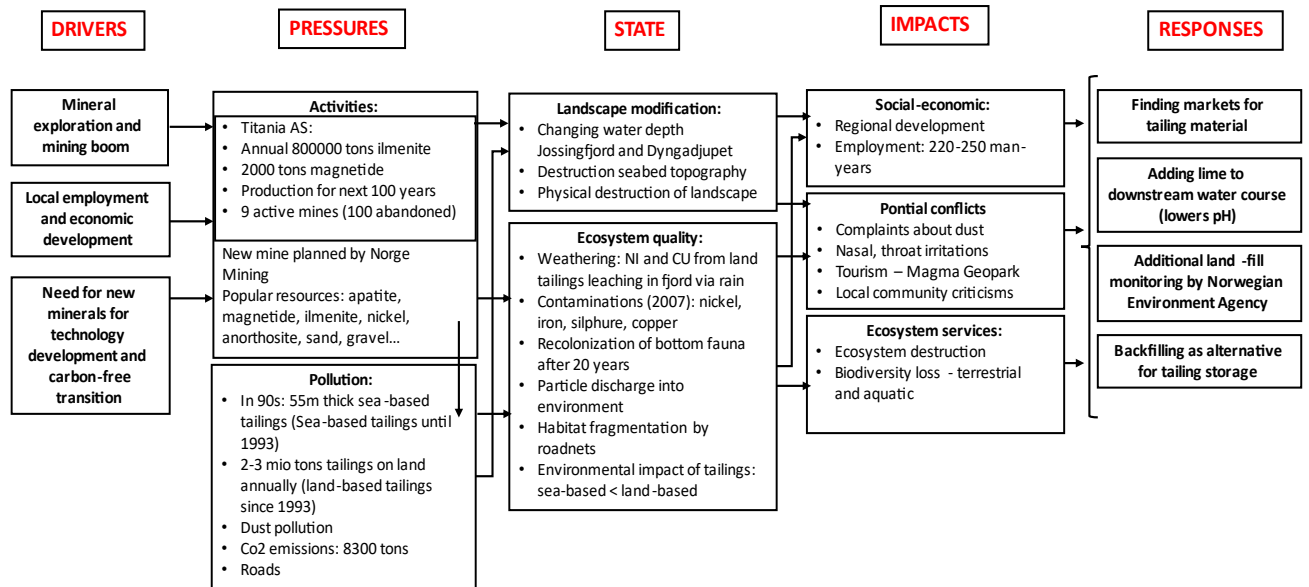 DRIVERS
PRESSURES
STATE
IMPACTS
RESPONSES
Mineral
exploration and
mining boom
Local employment
and economic
development
Need for new
minerals for
technology
development and
carbon-free
transition
Activities:
• Titania AS:
• Annual 800000 tons ilmenite
• 2000 tons magnetide
• Production for next 100 years
• 9 active mines (100 abandoned)
New mine planned by Norge
Mining
Popular resources: apatite,
magnetide, ilmenite, nickel,
anorthosite, sand, gravel...
Pollution:
• In 90s: 55m thick sea-based
tailings (Sea-based tailings until
1993)
• 2-3 mio tons tailings on land
annually (land-based tailings
since 1993)
• Dust pollution
• Co2 emissions: 8300 tons
• Roads
Landscape modification:
• Changing water depth
Jossingfjord and Dyngadjupet
• Destruction seabed topography
• Physical destruction of landscape
Ecosystem quality:
• Weathering: NI and CU from land
tailings leaching in fjord via rain
• Contaminations (2007): nickel,
iron, silphure, copper
• Recolonization of bottom fauna
after 20 years
• Particle discharge into
environment
• Habitat fragmentation by
roadnets
• Environmental impact of tailings:
sea-based < land-based
Social-economic:
• Regional development
• Employment: 220-250 man-
years
Pontial conflicts
• Complaints about dust
• Nasal, throat irritations
• Tourism – Magma Geopark
• Local community criticisms
Ecosystem services:
• Ecosystem destruction
• Biodiversity loss - terrestrial
and aquatic
Finding markets for
tailing material
Adding lime to
downstream water course
(lowers pH)
Additional land -fill
monitoring by Norwegian
Environment Agency
Backfilling as alternative
for tailing storage